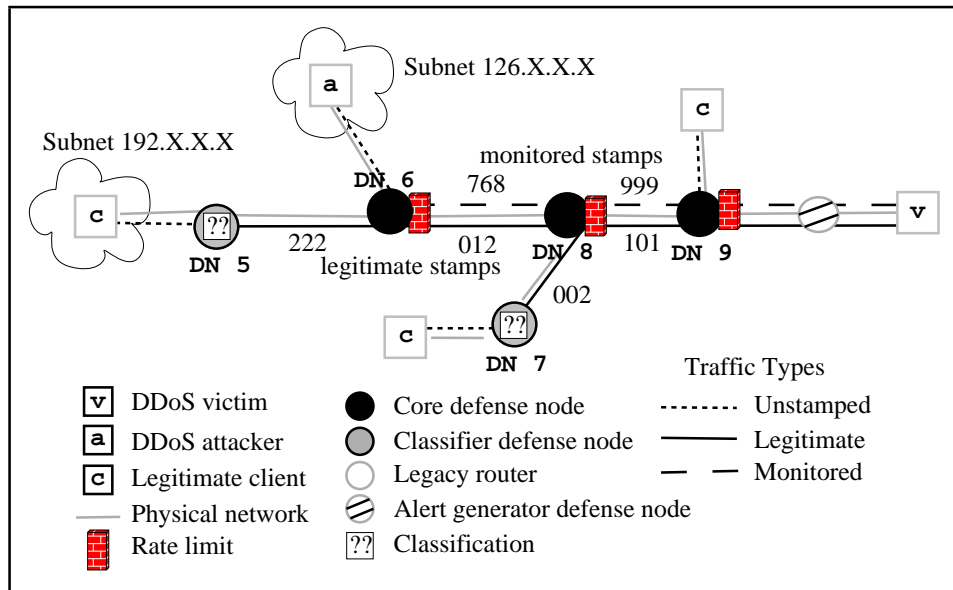 Subnet 126.X.X.X
a
c
Subnet 192.X.X.X
monitored stamps
DN 6
768
999
c
??
v
222
012
DN 8
101
DN 9
DN 5
legitimate stamps
002
c
??
DN 7
Traffic Types
v DDoS victim
a DDoS attacker
c Legitimate client
Physical network
Rate limit
Core defense node
Classifier defense node
Legacy router
Alert generator defense node
?? Classification
Unstamped
Legitimate
Monitored